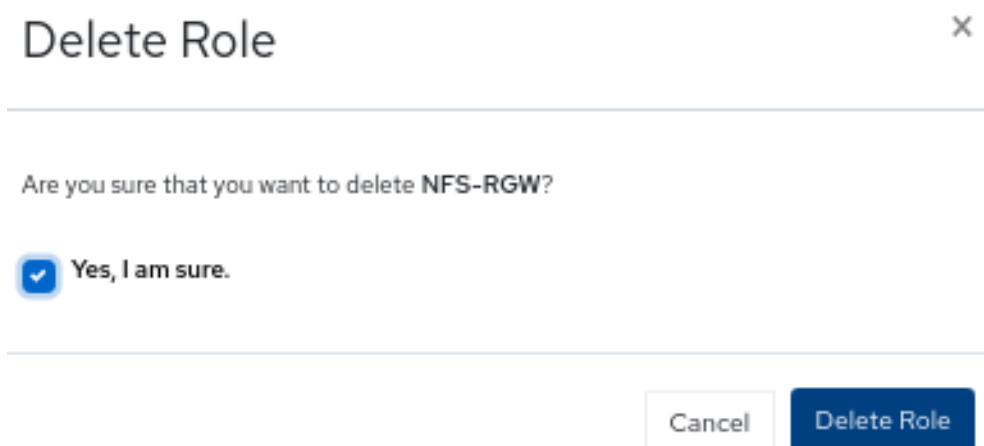 Delete Role
×
Are you sure that you want to delete NFS-RGW?
Yes, I am sure.
Cancel
Delete Role